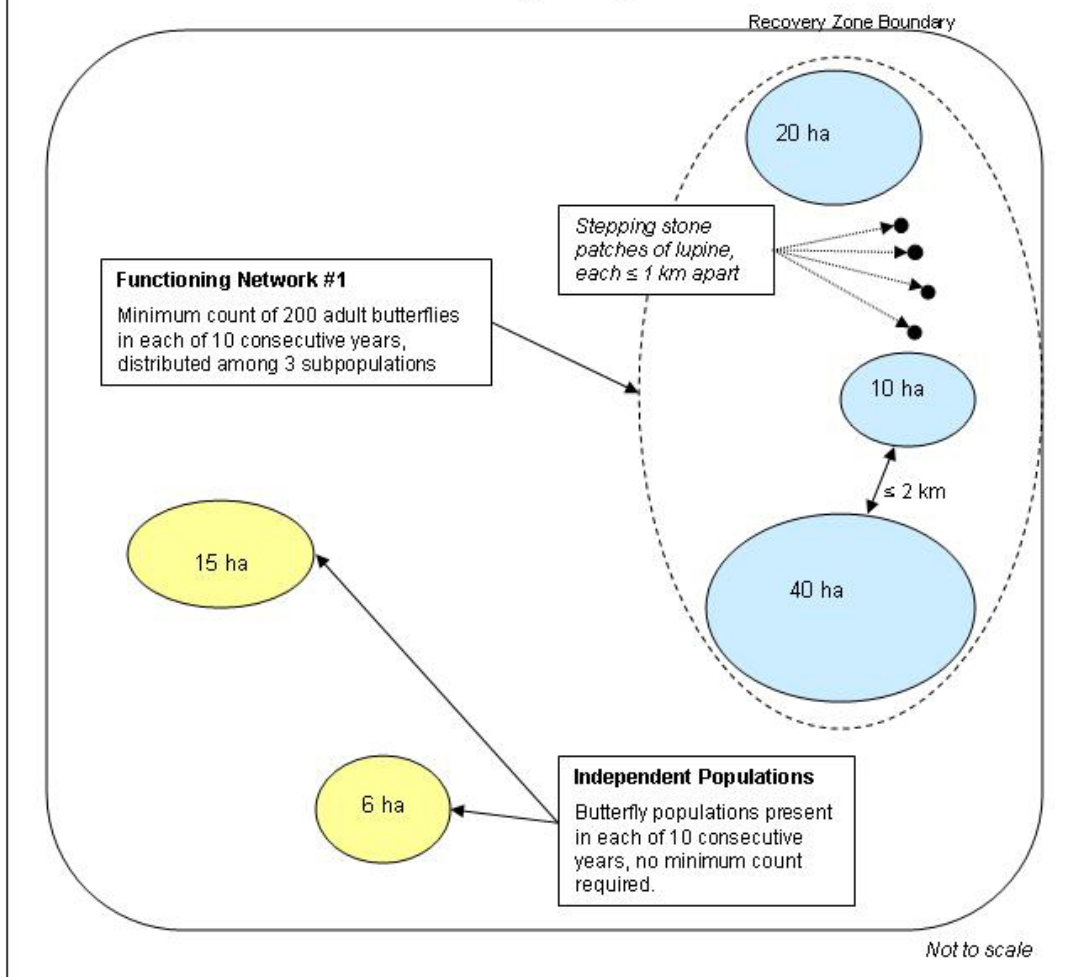 Recovery Zone Boundary
20 ha
Stepping stone
patches of lupine,
each ≤ 1 km apart
Functioning Network #1
Minimum count of 200 adult butterflies
in each of 10 consecutive years,
distributed among 3 subpopulations
10 ha
≤ 2 km
15 ha
40 ha
Independent Populations
Butterfly populations present
in each of 10 consecutive
years, no minimum count
required.
6 ha
Not to scale